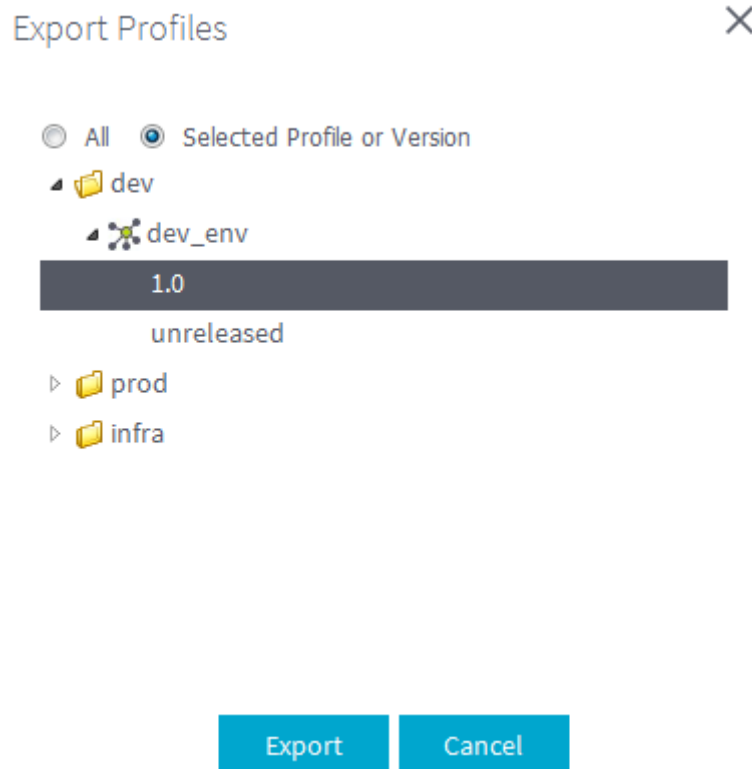 Export Profiles
All Selected Profile or Version
dev
dev_env
1.0
unreleased
prod
infra
Export Cancel